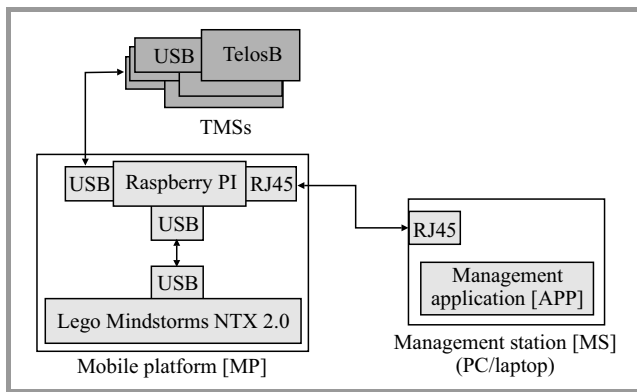 USB
TelosB
TMSs
USB
Raspberry PI
RJ45
USB
USB
Lego Mindstorms NTX 2.0
Mobile platform [MP]
RJ45
Management
application [APP]
Management station [MS]
(PC/laptop)